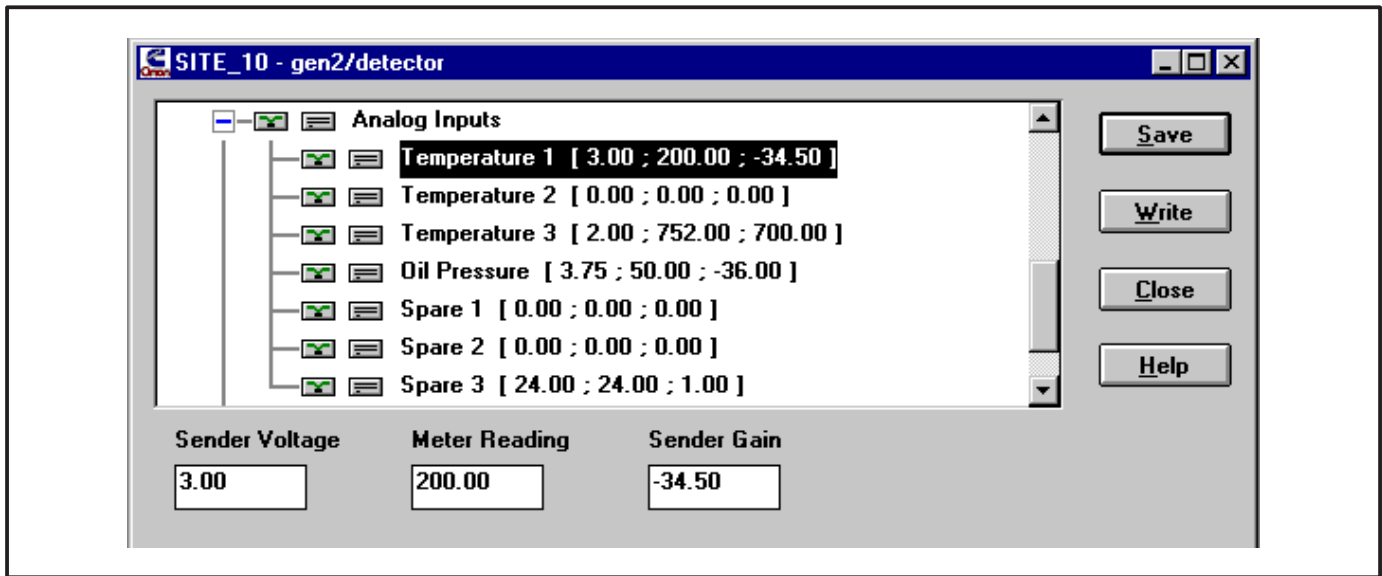 SITE_10 - gen2/detector
Analog Inputs
Temperature 1 [ 3.00 ; 200.00 ; -34.50 ]
Temperature 2 [ 0.00 ; 0.00 ; 0.00 ]
Temperature 3 [ 2.00 ; 752.00 ; 700.00 ]
Oil Pressure [ 3.75 ; 50.00 ; -36.00 ]
Spare 1 [ 0.00 ; 0.00 ; 0.00 ]
Spare 2 [ 0.00 ; 0.00 ; 0.00 ]
Spare 3 [ 24.00 ; 24.00 ; 1.00 ]
Save
Write
Close
Help
Sender Voltage
Meter Reading
Sender Gain
3.00
200.00
-34.50